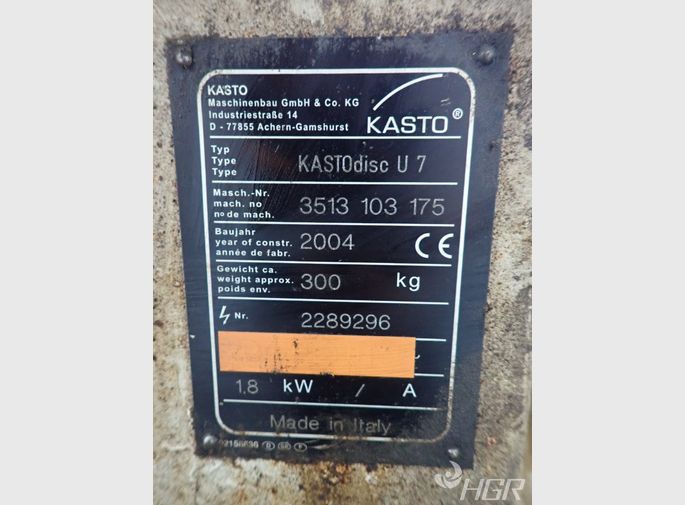 KASTO
Maschinenbau GmbH & Co. KG
Industriestraße 14
D - 77855 Achern-Gamshurst
KASTO®
Typ
Type
Type
KASTOdisc U 7
Masch.-Nr.
mach. no
no de mach.
3513 103 175
Baujahr
year of constr.
année de fabr.
2004
CE
Gewicht ca.
weight approx.
poids env.
300 kg
Nr. 2289296
1.8 kW / A
Made in Italy
HGR